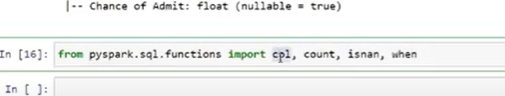 |-- Chance of Admit: float (nullable = true)
In [16]: from pyspark.sql.functions import cpl, count, isnan, when
In [ ]: